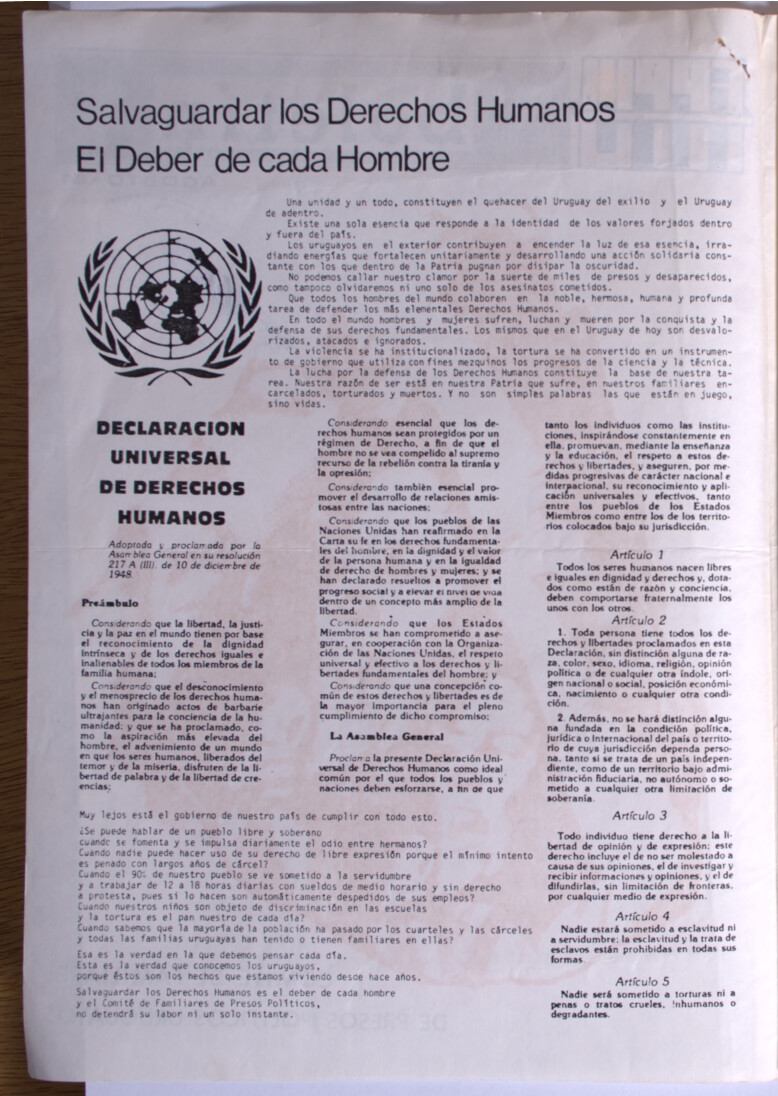 Salvaguardar los Derechos Humanos
El Deber de cada Hombre
Una unidad y un todo, constituyen el quehacer del Uruguay del exilio y el Uruguay
de adentro.
Existe una sola esencia que responde a la identidad de los valores forjados dentro
y fuera del país.
Los uruguayos en el exterior contribuyen a encender la luz de esa esencia, irra-
diando energías que fortalecen unitariamente y desarrollando una acción solidaria cons-
tante con los que dentro de la Patria pugnan por disipar la oscuridad.
No podemos callar nuestro clamor por la suerte de miles de presos y desaparecidos,
como tampoco olvidaremos ni uno solo de los asesinatos cometidos.
Que todos los hombres del mundo colaboren en la noble, hermosa, humana y profunda
tarea de defender los más elementales Derechos Humanos.
En todo el mundo hombres y mujeres sufren, luchan y mueren por la conquista y la
defensa de sus derechos fundamentales. Los mismos que en el Uruguay de hoy son desvalo-
rizados, atacados e ignorados.
La violencia se ha institucionalizado, la tortura se ha convertido en un instrumen-
to de gobierno que utiliza con fines mezquinos los progresos de la ciencia y la técnica.
La lucha por la defensa de los Derechos Humanos constituye la base de nuestra ta-
rea. Nuestra razón de ser está en nuestra Patria que sufre, en nuestros familiares en-
carcelados, torturados y muertos. Y no son simples palabras las que están en juego,
sino vidas.
DECLARACION
UNIVERSAL
DE DERECHOS
HUMANOS
Adoptada y proclamada por la
Asamblea General en su resolución
217 A (III), de 10 de diciembre de
1948.
Preámbulo
Considerando que la libertad, la justi-
cia y la paz en el mundo tienen por base
el reconocimiento de la dignidad
intrínseca y de los derechos iguales e
inalienables de todos los miembros de la
familia humana;
Considerando que el desconocimiento
y el menosprecio de los derechos huma-
nos han originado actos de barbarie
ultrajantes para la conciencia de la hu-
manidad; y que se ha proclamado, co-
mo la aspiración más elevada del
hombre, el advenimiento de un mundo
en que los seres humanos, liberados del
temor y de la miseria, disfruten de la li-
bertad de palabra y de la libertad de cre-
encias;
Considerando esencial que los de-
rechos humanos sean protegidos por un
régimen de Derecho, a fin de que el
hombre no se vea compelido al supremo
recurso de la rebelión contra la tiranía y
la opresión;
Considerando también esencial pro-
mover el desarrollo de relaciones amis-
tosas entre las naciones;
Considerando que los pueblos de las
Naciones Unidas han reafirmado en la
Carta su fe en los derechos fundamenta-
les del hombre, en la dignidad y el valor
de la persona humana y en la igualdad
de derecho de hombres y mujeres; y se
han declarado resueltos a promover el
progreso social y a elevar el nivel de vida
dentro de un concepto más amplio de la
libertad.
Considerando que los Estados
Miembros se han comprometido a ase-
gurar, en cooperación con la Organiza-
ción de las Naciones Unidas, el respero
universal y efectivo a los derechos y li-
bertades fundamentales del hombre; y
Considerando que una concepción co-
mún de estos derechos y libertades es de
la mayor importancia para el pleno
cumplimiento de dicho compromiso;
La Asamblea General
Proclama la presente Declaración Uni-
versal de Derechos Humanos como ideal
común por el que todos los pueblos y
naciones deben esforzarse, a fin de que
tanto los individuos como las institu-
ciones, inspirándose constantemente en
ella, promuevan, mediante la enseñanza
y la educación, el respeto a estos de-
rechos y libertades, y aseguren, por me-
didas progresivas de carácter nacional e
internacional, su reconocimiento y apli-
cación universales y efectivos, tanto
entre los pueblos de los Estados
Miembros como entre los de los territo-
rios colocados bajo su jurisdicción.
Artículo 1
Todos los seres humanos nacen libres
e iguales en dignidad y derechos y, dota-
dos como están de razón y conciencia,
deben comportarse fraternalmente los
unos con los otros.
Artículo 2
1. Toda persona tiene todos los de-
rechos y libertades proclamados en esta
Declaración, sin distinción alguna de ra-
za, color, sexo, idioma, religión, opinión
política o de cualquier otra índole, ori-
gen nacional o social, posición económi-
ca, nacimiento o cualquier otra condi-
ción.
2. Además, no se hará distinción algu-
na fundada en la condición política,
jurídica o internacional del país o territo-
rio de cuya jurisdicción dependa perso-
na, tanto si se trata de un país indepen-
diente, como de un territorio bajo admi-
nistración fiduciaria, no autónomo o so-
metido a cualquier otra limitación de
soberanía.
Artículo 3
Todo individuo tiene derecho a la li-
bertad de opinión y de expresión; este
derecho incluye el de no ser molestado a
causa de sus opiniones, el de investigar y
recibir informaciones y opiniones, y el de
difundirlas, sin limitación de fronteras,
por cualquier medio de expresión.
Artículo 4
Nadie estará sometido a esclavitud ni
a servidumbre; la esclavitud y la trata de
esclavos están prohibidas en todas sus
formas.
Artículo 5
Nadie será sometido a torturas ni a
penas o tratos crueles, inhumanos o
degradantes.
Muy lejos está el gobierno de nuestro país de cumplir con todo esto.
¿Se puede hablar de un pueblo libre y soberano
cuando se fomenta y se impulsa diariamente el odio entre hermanos?
Cuando nadie puede hacer uso de su derecho de libre expresión porque el mínimo intento
es penado con largos años de cárcel?
Cuando el 90% de nuestro pueblo se ve sometido a la servidumbre
y a trabajar de 12 a 18 horas diarias con sueldos de medio horario y sin derecho
a protesta, pues si lo hacen son automáticamente despedidos de sus empleos?
Cuando nuestros niños son objeto de discriminación en las escuelas
y la tortura es el pan nuestro de cada día?
Cuando sabemos que la mayoría de la población ha pasado por los cuarteles y las cárceles
y todas las familias uruguayas han tenido o tienen familiares en ellas?
Esa es la verdad en la que debemos pensar cada día.
Esta es la verdad que conocemos los uruguayos,
porque éstos son los hechos que estamos viviendo desde hace años.
Salvaguardar los Derechos Humanos es el deber de cada hombre
y el Comité de Familiares de Presos Políticos,
no detendrá su labor ni un solo instante.